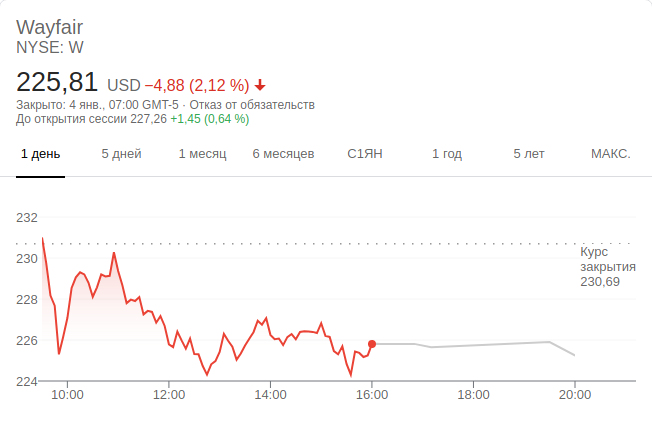 Wayfair
NYSE: W
225,81 USD −4,88 (2,12 %)
Закрыто: 4 янв., 07:00 GMT-5 · Отказ от обязательств
До открытия сессии 227,26 +1,45 (0,64 %)
1 день 5 дней 1 месяц 6 месяцев С1ЯН 1 год 5 лет МАКС.
232
230
228
226
224
Курс
закрытия
230,69
10:00 12:00 14:00 16:00 18:00 20:00